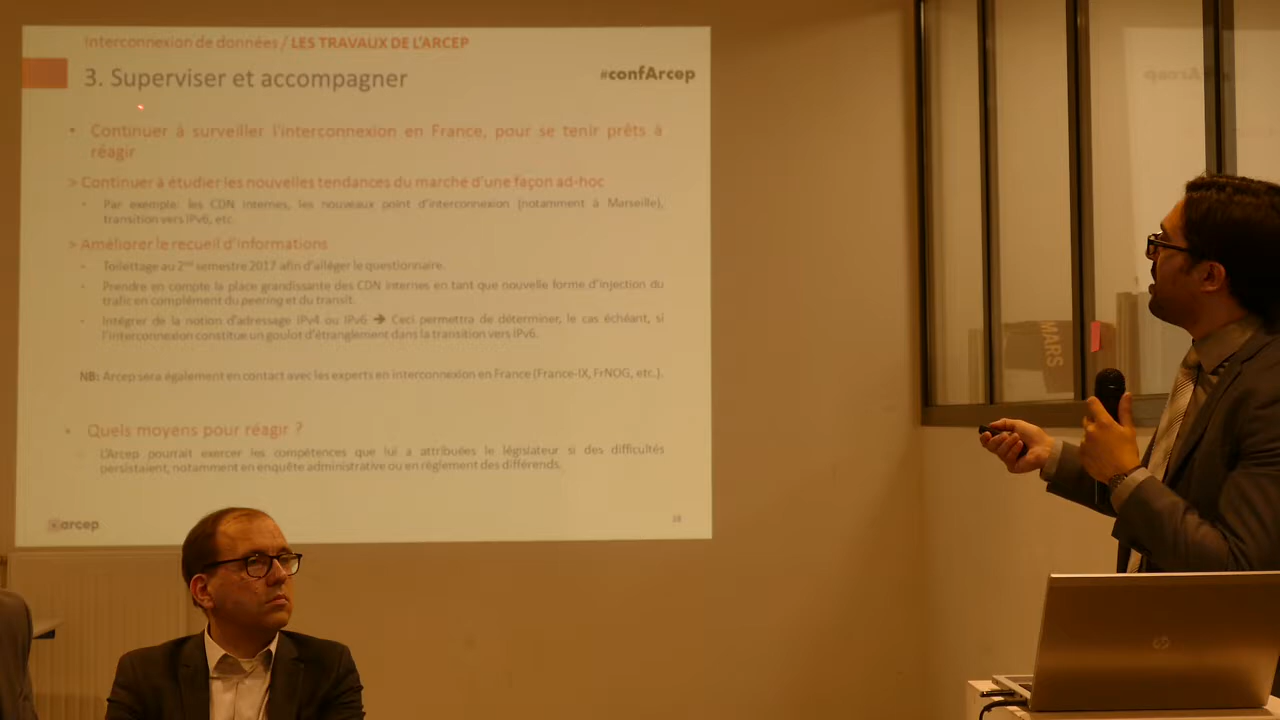 Interconnexion de données / LES TRAVAUX DE L'ARCEP
3. Superviser et accompagner
#confArcep
• Continuer à surveiller l'interconnexion en France, pour se tenir prêts à
réagir
> Continuer à étudier les nouvelles tendances du marché d'une façon ad-hoc
- Par exemple: les CDN internes, les nouveaux point d'interconnexion (notamment à Marseille),
transition vers IPv6, etc.
> Améliorer le recueil d'informations
- Toilettage au 2nd semestre 2017 afin d'alléger le questionnaire.
- Prendre en compte la place grandissante des CDN internes en tant que nouvelle forme d'injection du
trafic en complément du peering et du transit.
- Intégrer de la notion d'adressage IPv4 ou IPv6 → Ceci permettra de déterminer, le cas échéant, si
l'interconnexion constitue un goulot d'étranglement dans la transition vers IPv6.
NB: Arcep sera également en contact avec les experts en interconnexion en France (France-IX, FrNOG, etc.).
• Quels moyens pour réagir ?
- L'Arcep pourrait exercer les compétences que lui a attribuées le législateur si des difficultés
persistaient, notamment en enquête administrative ou en règlement des différends.
arcep
MARS
hp